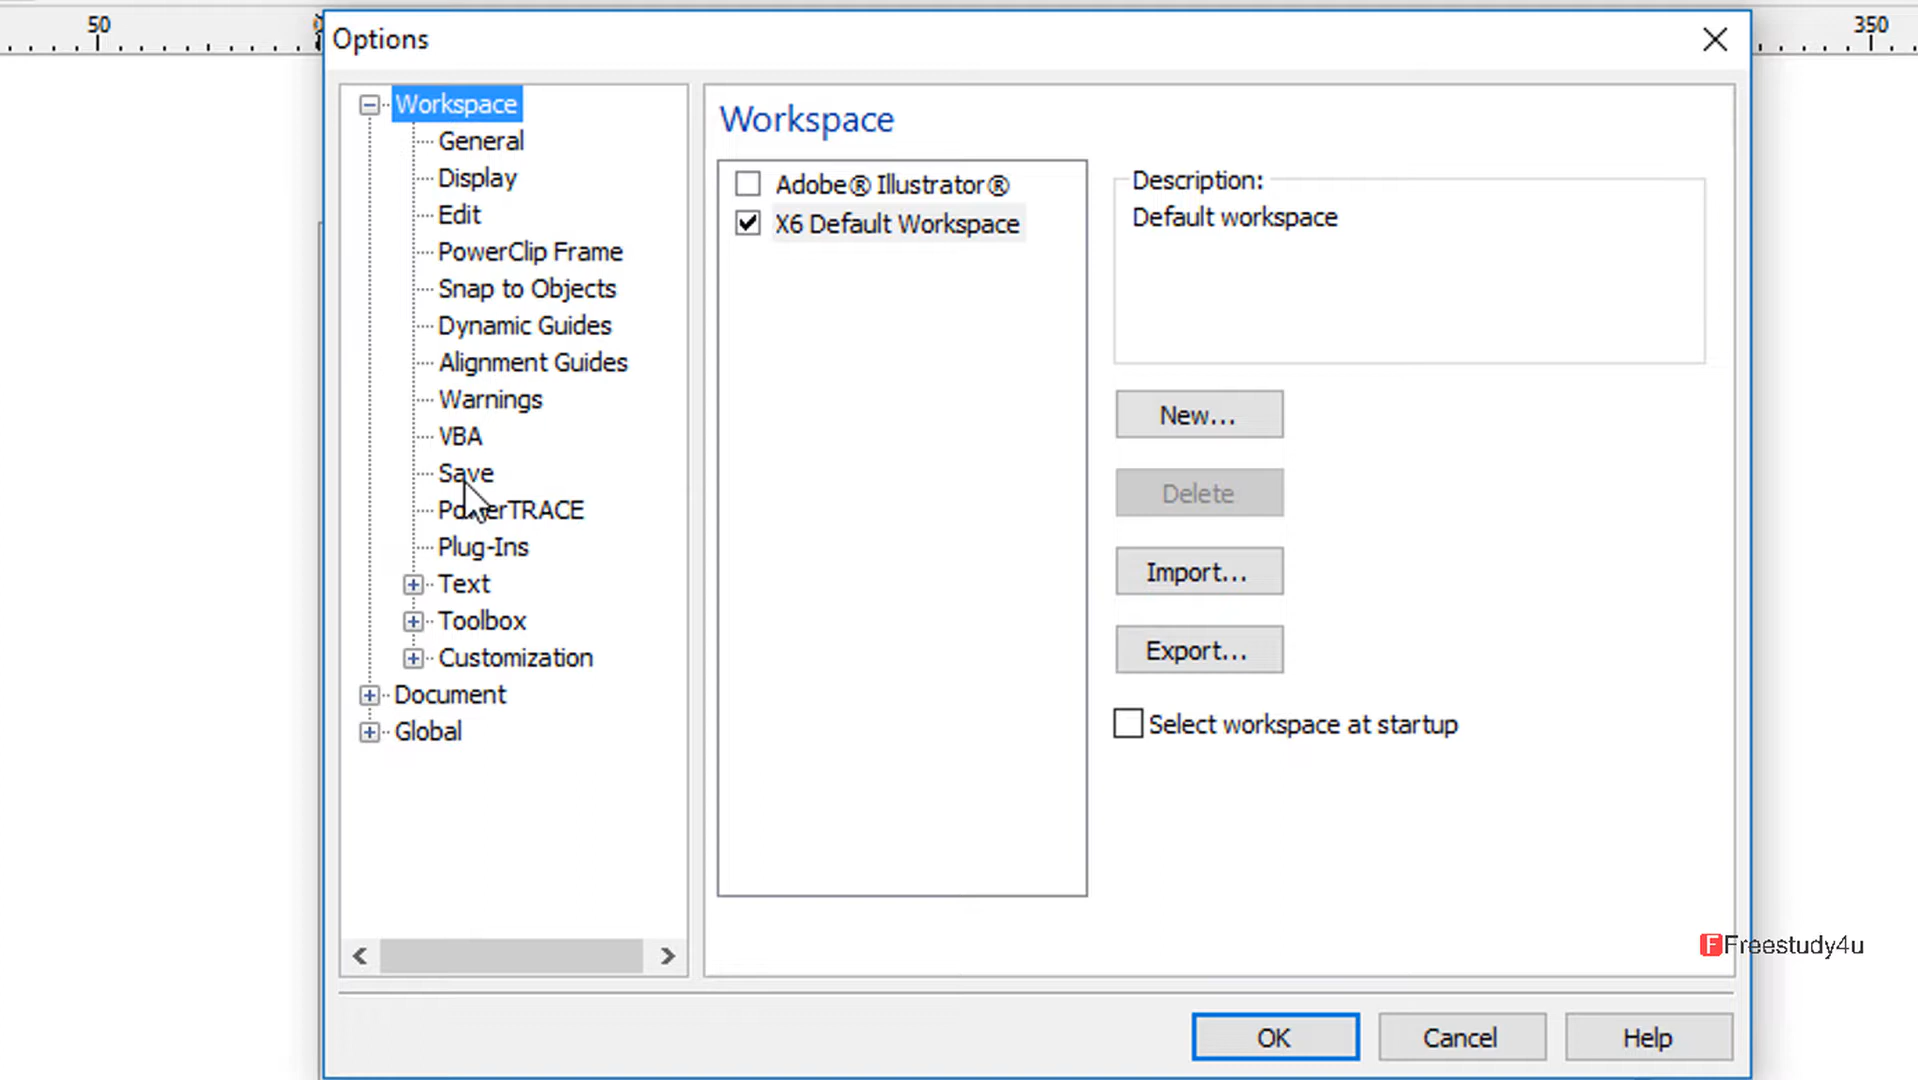 50
350
Options
Workspace
General
Display
Edit
PowerClip Frame
Snap to Objects
Dynamic Guides
Alignment Guides
Warnings
VBA
Save
PowerTRACE
Plug-Ins
Text
Toolbox
Customization
Document
Global
Workspace
Adobe® Illustrator®
X6 Default Workspace
Description:
Default workspace
New...
Delete
Import...
Export...
Select workspace at startup
F Freestudy4u
OK
Cancel
Help